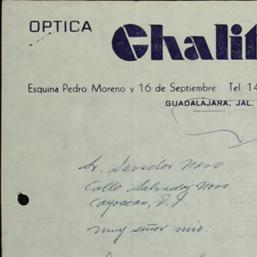 OPTICA
Chalit
Esquina Pedro Moreno y 16 de Septiembre Tel. 14
GUADALAJARA, JAL.
Sr. Salvador Novo
Calle Salvador Novo
Coyoacan, D.F
Muy señor mio.